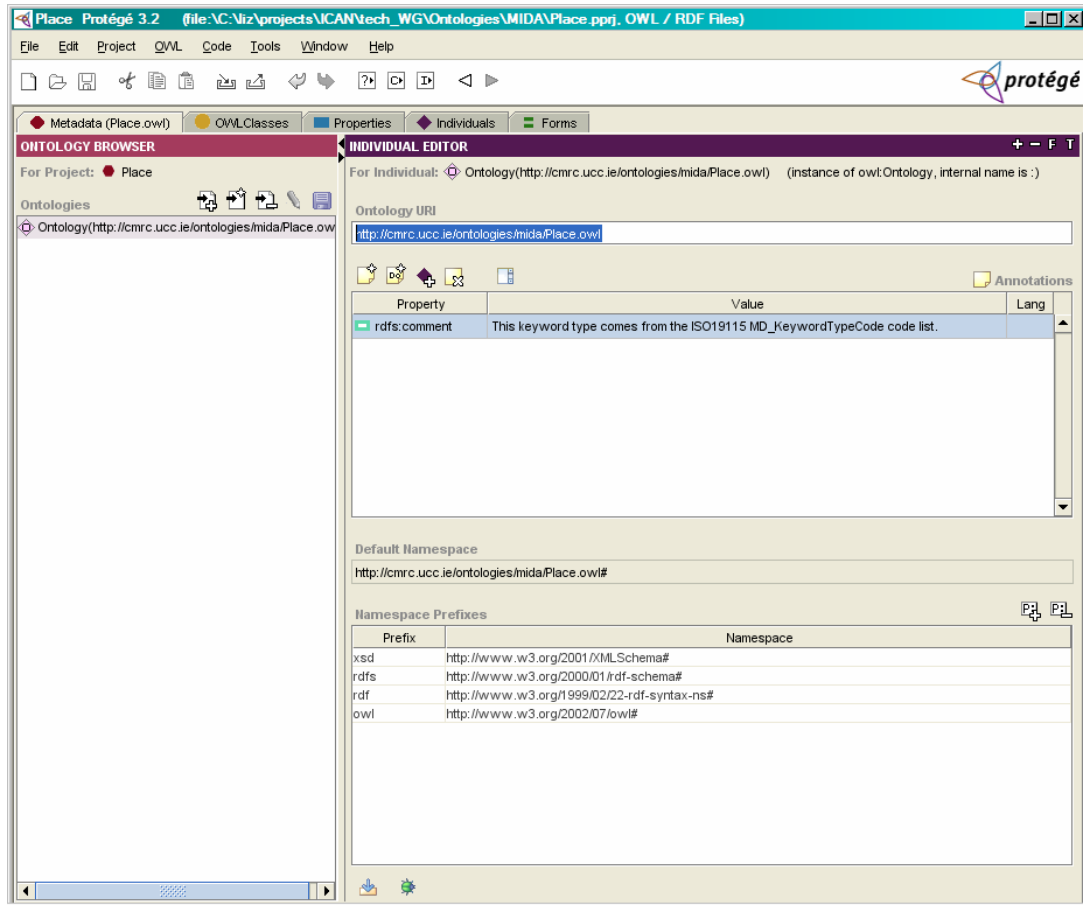 Place Protégé 3.2 (file:\C:\liz\projects\ICAN\tech_WG\Ontologies\MIDA\Place.pprj, OWL / RDF Files)
File Edit Project OWL Code Tools Window Help
protégé
Metadata (Place.owl) OWLClasses Properties Individuals Forms
ONTOLOGY BROWSER
INDIVIDUAL EDITOR + - F T
For Project: Place
For Individual: Ontology(http://cmrc.ucc.ie/ontologies/mida/Place.owl) (instance of owl:Ontology, internal name is :)
Ontologies
Ontology(http://cmrc.ucc.ie/ontologies/mida/Place.ow
Ontology URI
http://cmrc.ucc.ie/ontologies/mida/Place.owl
Annotations
Property Value Lang
rdfs:comment This keyword type comes from the ISO19115 MD_KeywordTypeCode code list.
Default Namespace
http://cmrc.ucc.ie/ontologies/mida/Place.owl#
Namespace Prefixes
Prefix Namespace
xsd http://www.w3.org/2001/XMLSchema#
rdfs http://www.w3.org/2000/01/rdf-schema#
rdf http://www.w3.org/1999/02/22-rdf-syntax-ns#
owl http://www.w3.org/2002/07/owl#